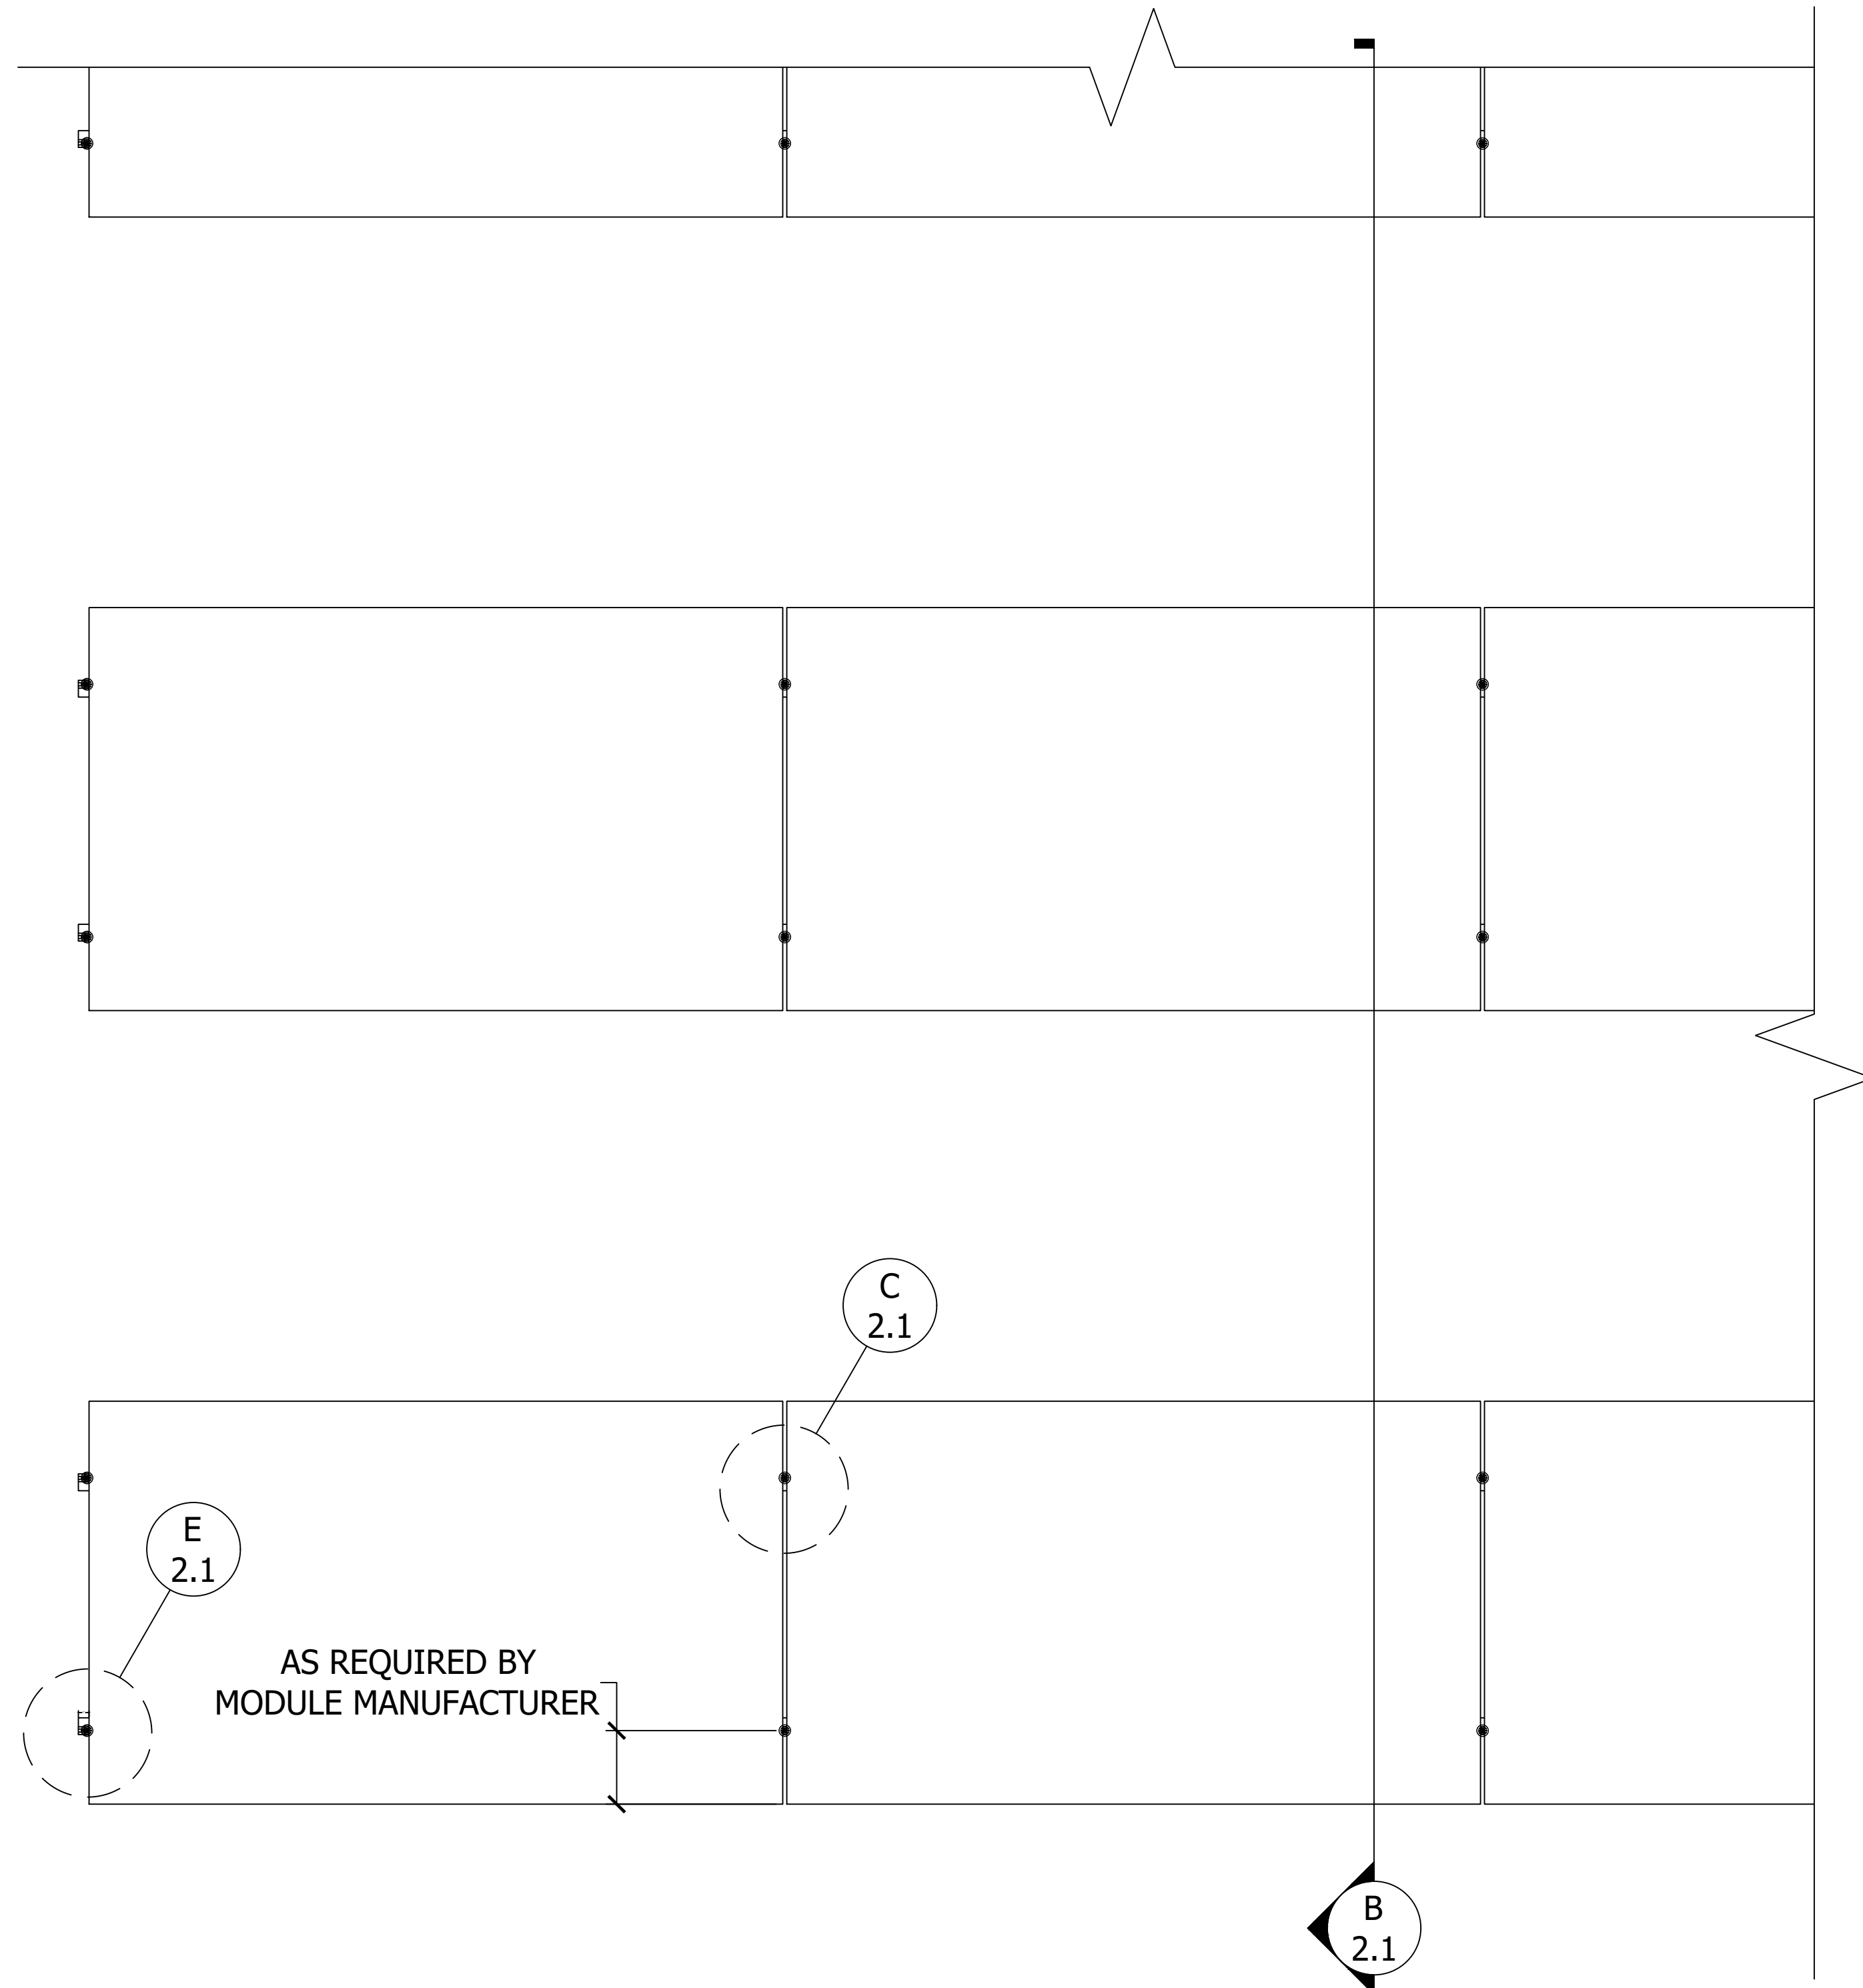 C
2.1
E
2.1
AS REQUIRED BY
MODULE MANUFACTURER
B
2.1